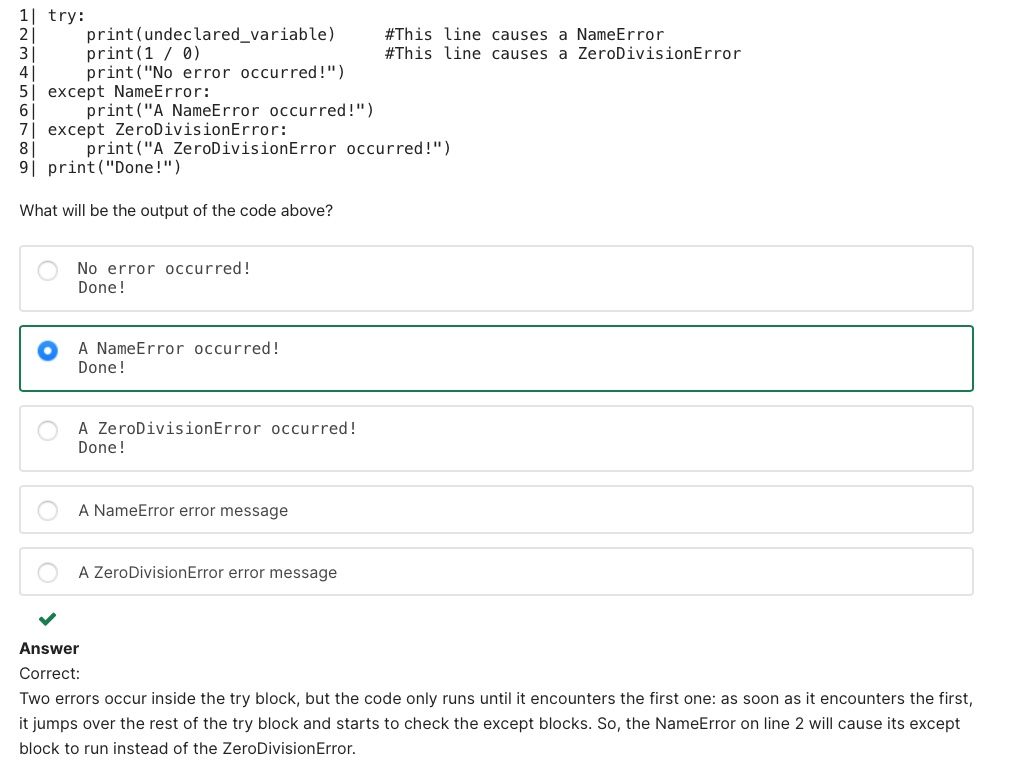 1| try:
2|     print(undeclared_variable)     #This line causes a NameError
3|     print(1 / 0)                   #This line causes a ZeroDivisionError
4|     print("No error occurred!")
5| except NameError:
6|     print("A NameError occurred!")
7| except ZeroDivisionError:
8|     print("A ZeroDivisionError occurred!")
9| print("Done!")
What will be the output of the code above?
No error occurred!
Done!
A NameError occurred!
Done!
A ZeroDivisionError occurred!
Done!
A NameError error message
A ZeroDivisionError error message
Answer
Correct:
Two errors occur inside the try block, but the code only runs until it encounters the first one: as soon as it encounters the first,
it jumps over the rest of the try block and starts to check the except blocks. So, the NameError on line 2 will cause its except
block to run instead of the ZeroDivisionError.